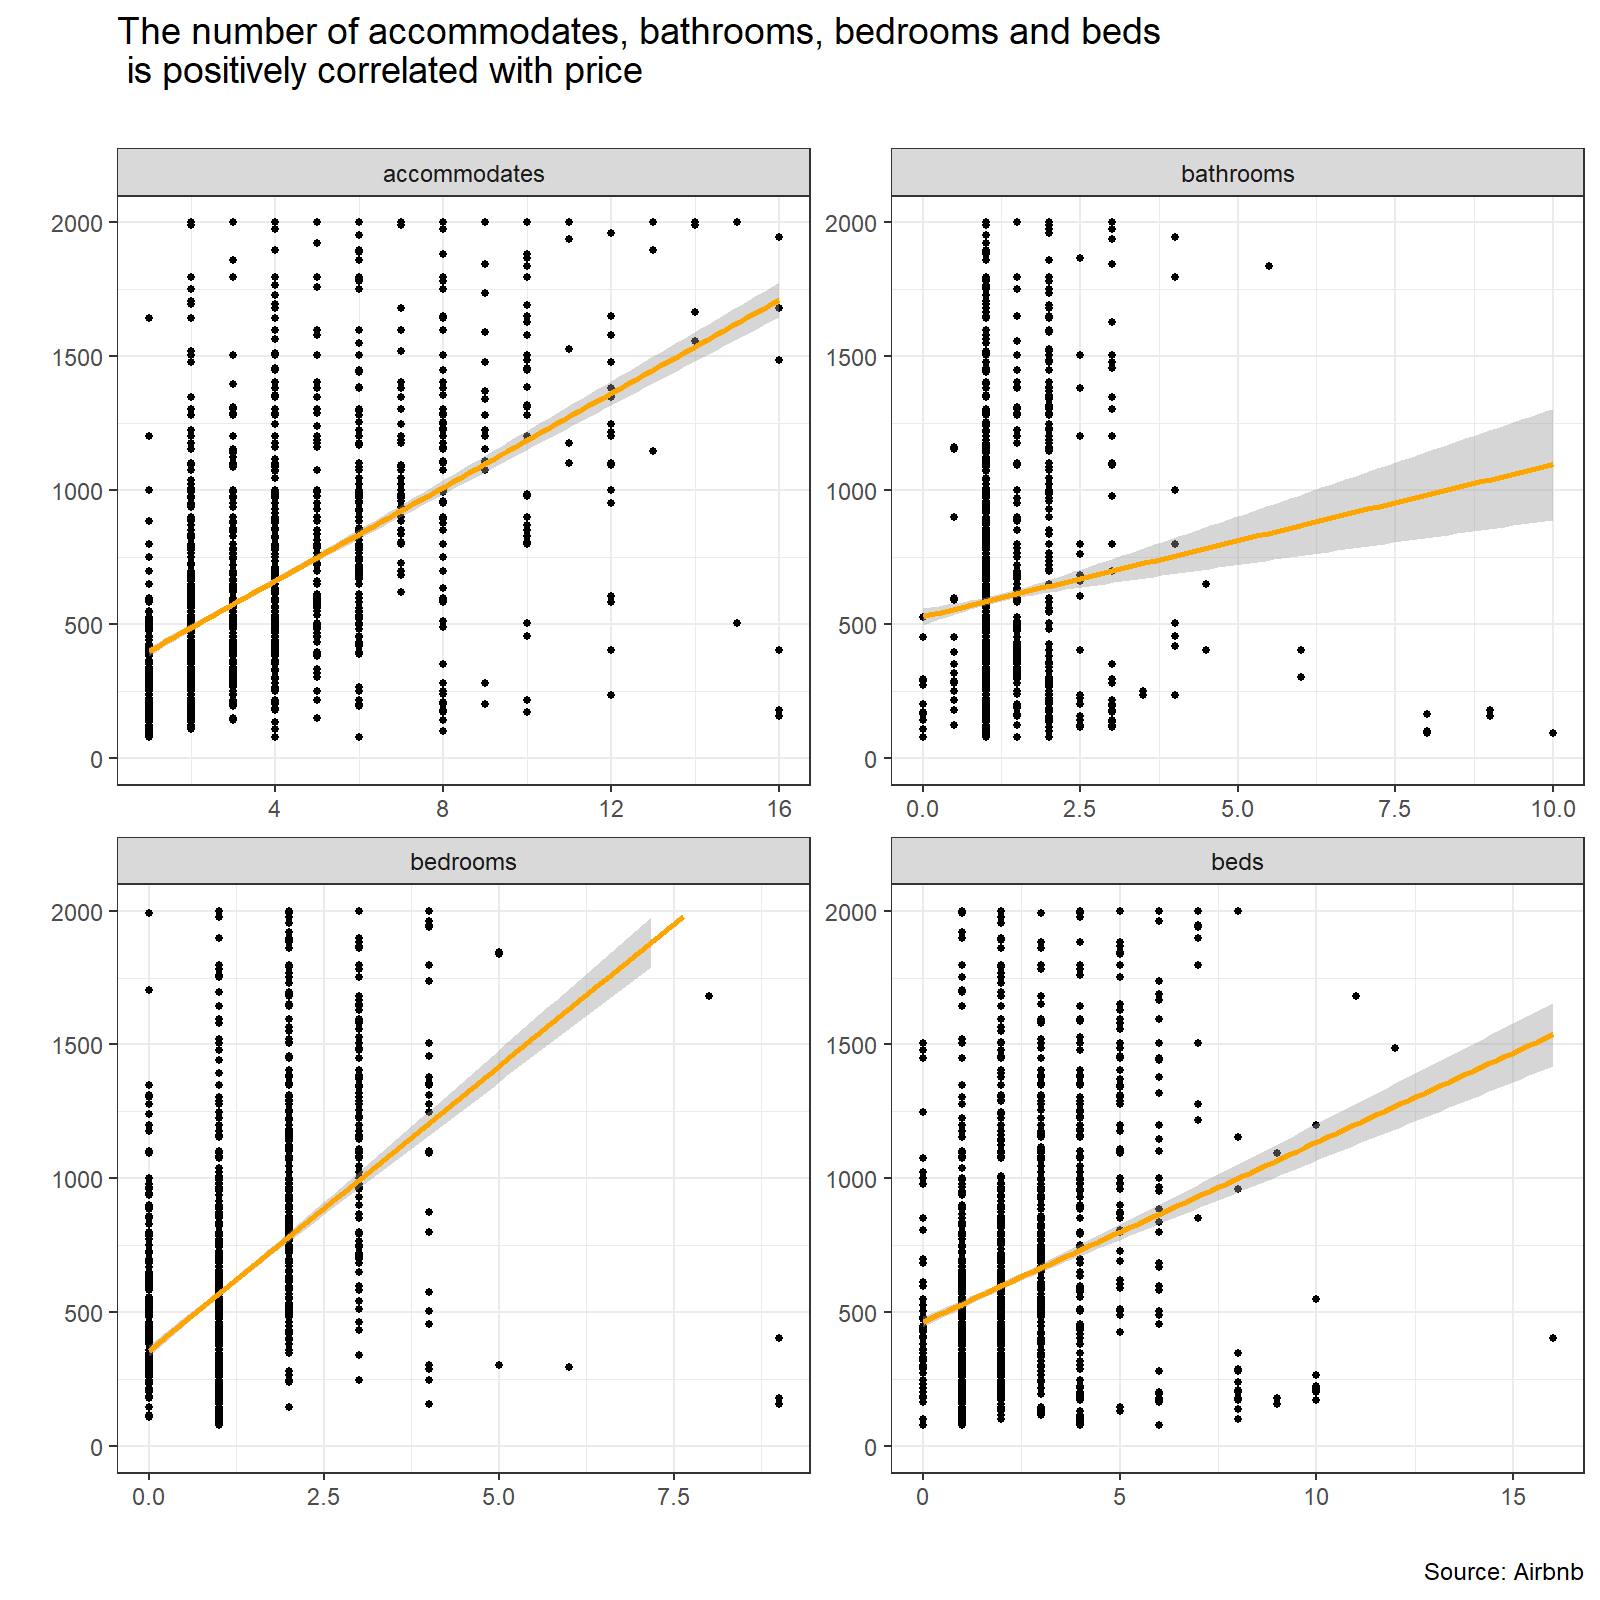 The number of accommodates, bathrooms, bedrooms and beds
is positively correlated with price
accommodates
bathrooms
2000
1500
1000
500
0
4 8 12 16
2000
1500
1000
500
0
0.0 2.5 5.0 7.5 10.0
bedrooms
beds
2000
1500
1000
500
0
0.0 2.5 5.0 7.5
2000
1500
1000
500
0
0 5 10 15
Source: Airbnb